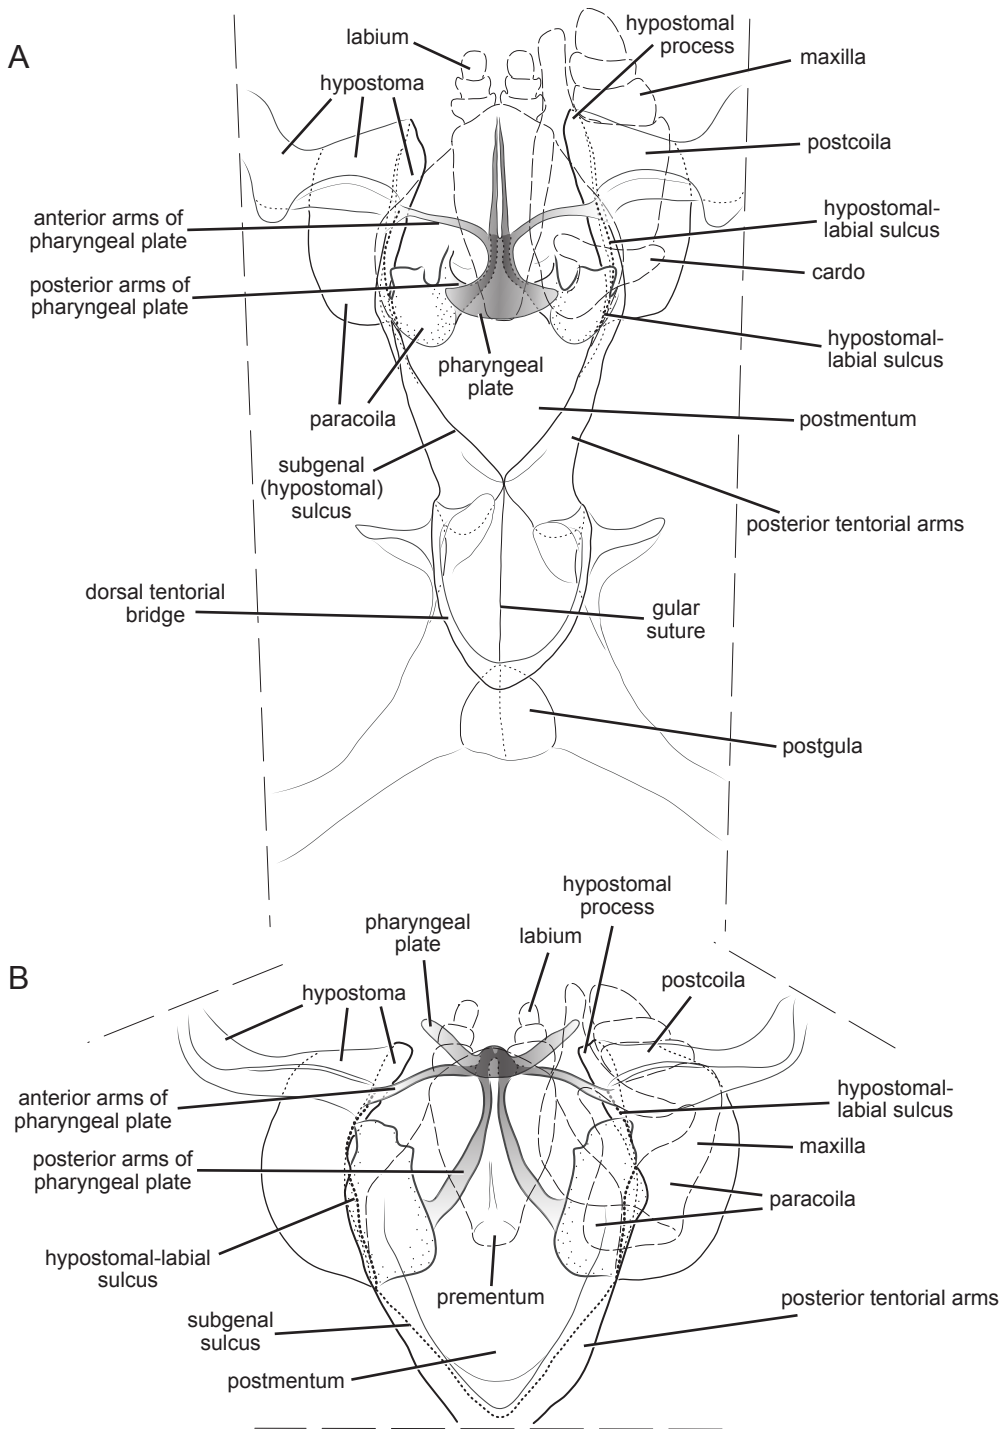 A
labium
hypostomal
process
maxilla
hypostoma
postcoila
anterior arms of
pharyngeal plate
hypostomal-
labial sulcus
cardo
posterior arms of
pharyngeal plate
hypostomal-
labial sulcus
pharyngeal
plate
paracoila
postmentum
subgenal
(hypostomal)
sulcus
posterior tentorial arms
dorsal tentorial
bridge
gular
suture
postgula
B
hypostomal
process
pharyngeal
plate
labium
postcoila
hypostoma
anterior arms of
pharyngeal plate
hypostomal-
labial sulcus
maxilla
posterior arms of
pharyngeal plate
paracoila
hypostomal-labial
sulcus
prementum
posterior tentorial arms
subgenal
sulcus
postmentum